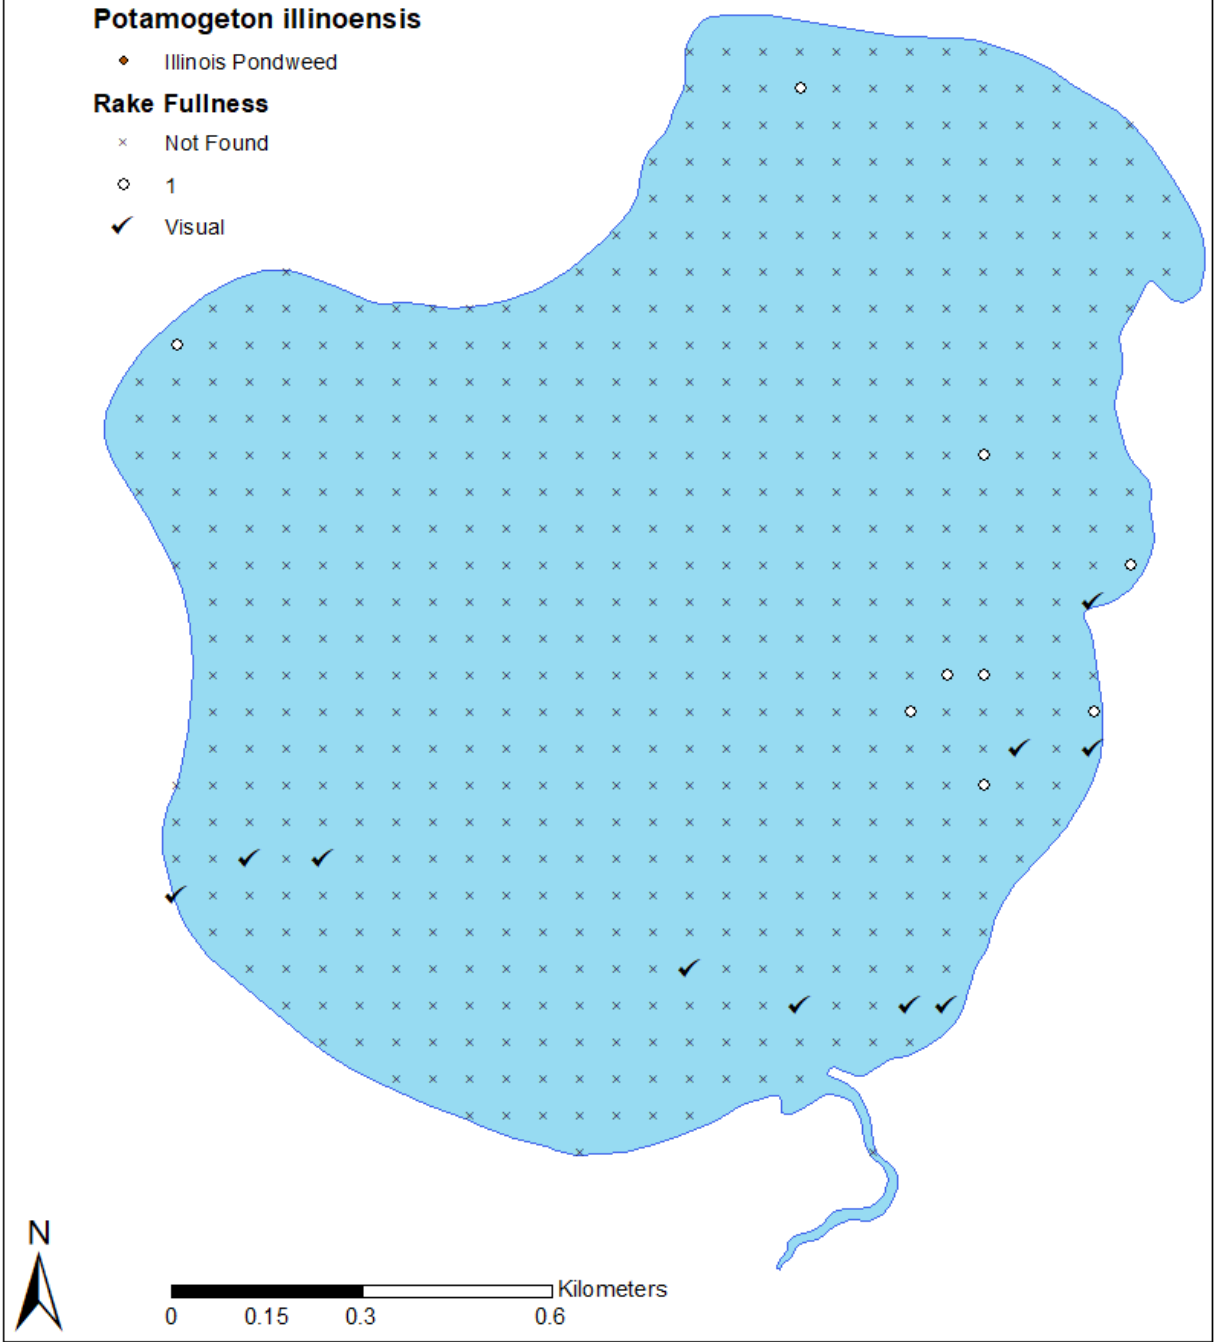 Potamogeton illinoensis
Illinois Pondweed
Rake Fullness
Not Found
1
Visual
N
Kilometers
0 0.15 0.3 0.6